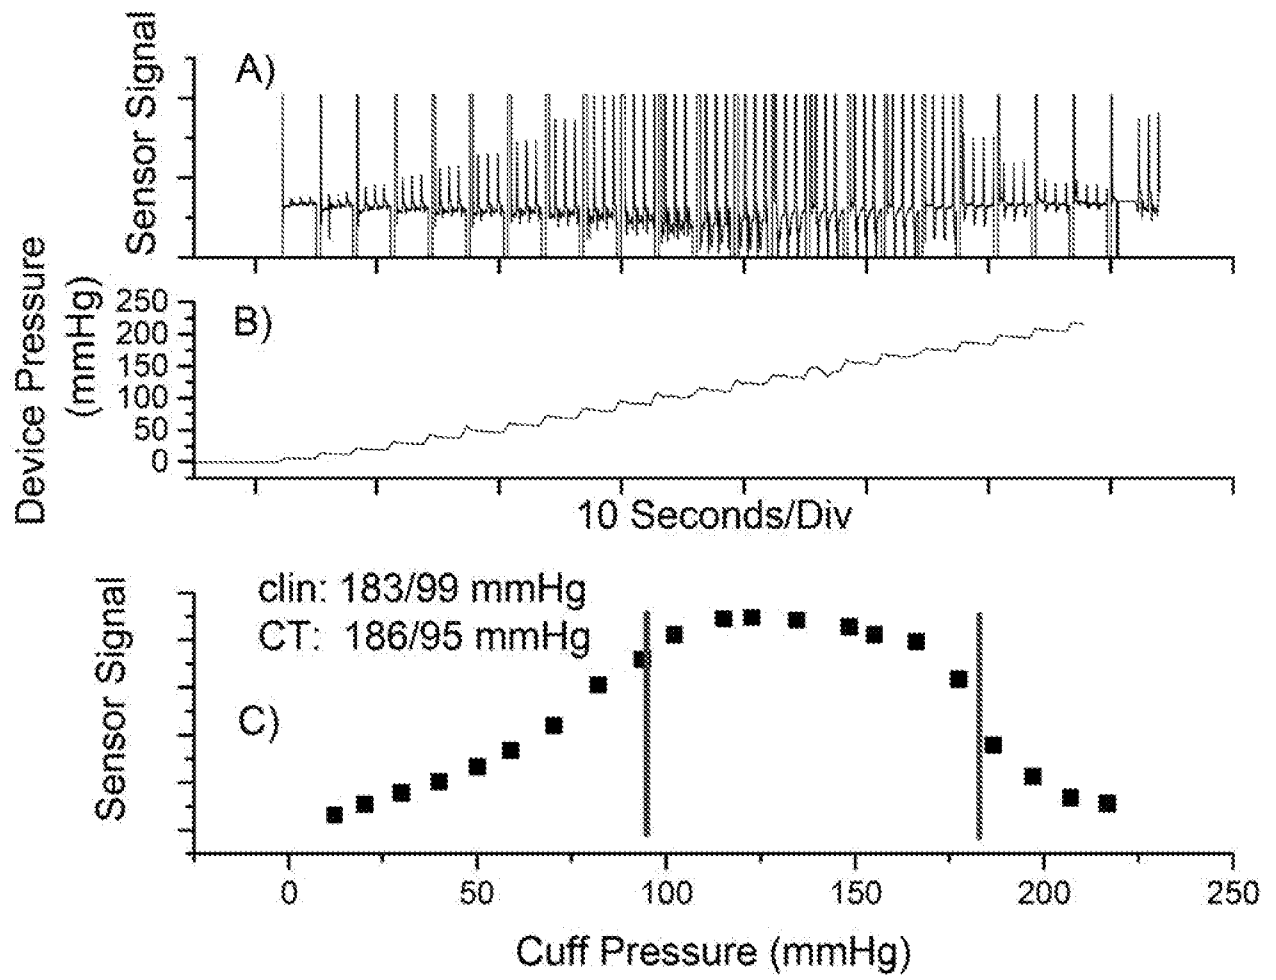 Sensor Signal
A)
Device Pressure
(mmHg)
250
200
150
100
50
0
B)
10 Seconds/Div
Sensor Signal
clin: 183/99 mmHg
CT: 186/95 mmHg
C)
0 50 100 150 200 250
Cuff Pressure (mmHg)